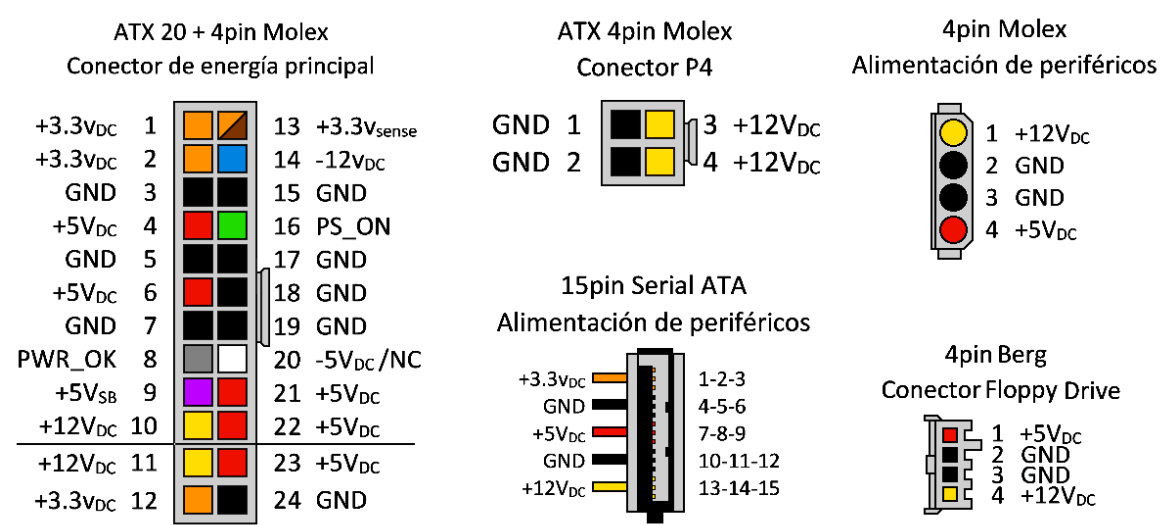 ATX 20 + 4pin Molex
Conector de energía principal
+3.3vDC 1 13 +3.3vsense
+3.3vDC 2 14 -12vDC
GND 3 15 GND
+5VDC 4 16 PS_ON
GND 5 17 GND
+5VDC 6 18 GND
GND 7 19 GND
PWR_OK 8 20 -5VDC/NC
+5VSB 9 21 +5VDC
+12VDC 10 22 +5VDC
+12VDC 11 23 +5VDC
+3.3vDC 12 24 GND
ATX 4pin Molex
Conector P4
GND 1 3 +12VDC
GND 2 4 +12VDC
4pin Molex
Alimentación de periféricos
1 +12VDC
2 GND
3 GND
4 +5VDC
15pin Serial ATA
Alimentación de periféricos
+3.3vDC 1-2-3
GND 4-5-6
+5VDC 7-8-9
GND 10-11-12
+12VDC 13-14-15
4pin Berg
Conector Floppy Drive
1 +5VDC
2 GND
3 GND
4 +12VDC